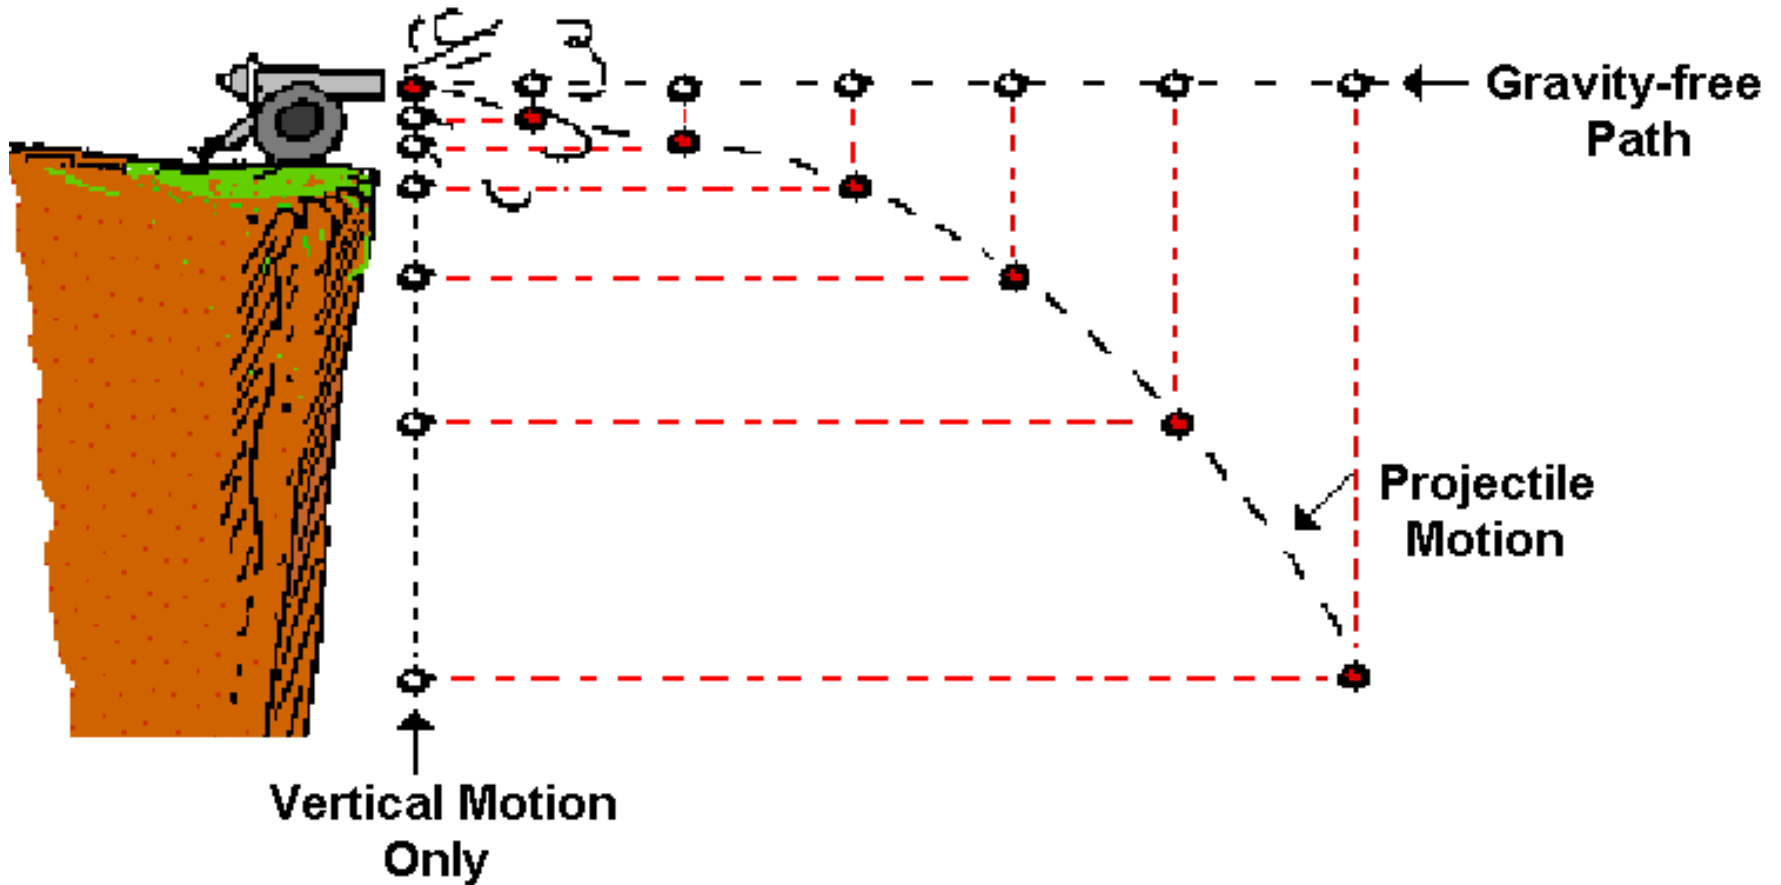 Gravity-free
Path
Projectile
Motion
Vertical Motion
Only